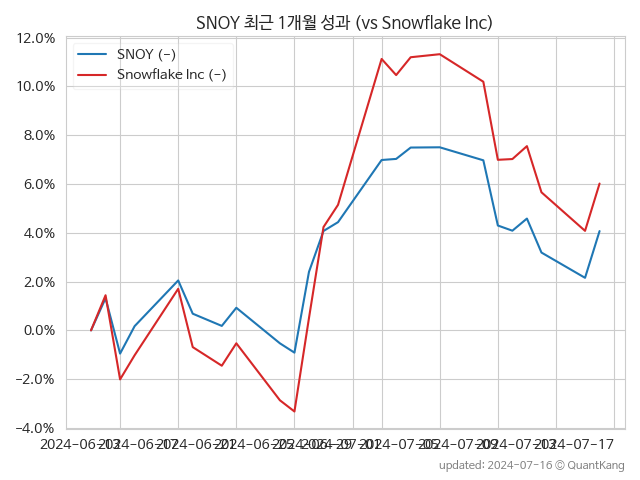 SNOY 최근 1개월 성과 (vs Snowflake Inc)
12.0%
SNOY (-)
Snowflake Inc (-)
10.0%
8.0%
6.0%
4.0%
2.0%
0.0%
−2.0%
−4.0%
2024-07-17
updated: 2024-07-16 © QuantKang